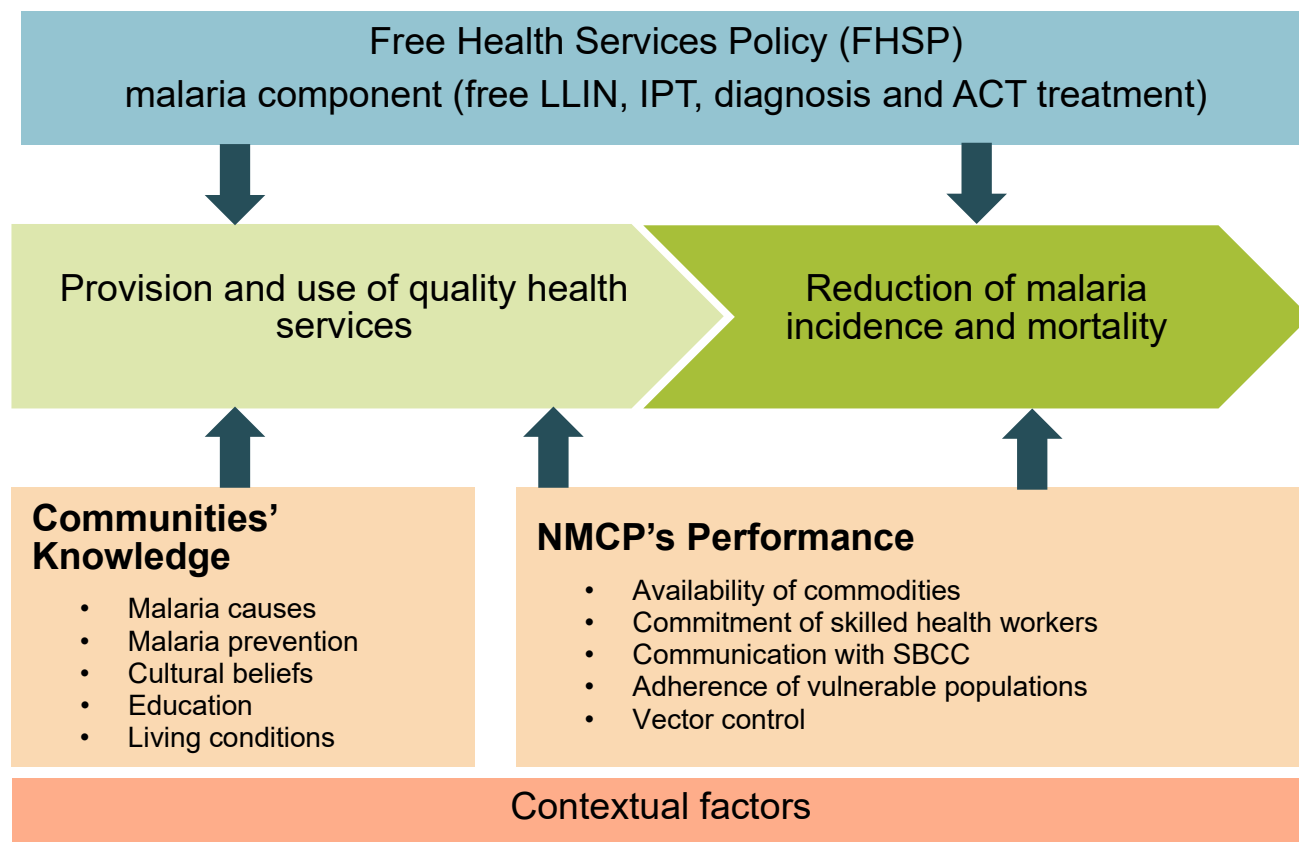 Free Health Services Policy (FHSP)
malaria component (free LLIN, IPT, diagnosis and ACT treatment)
Provision and use of quality health
services
Reduction of malaria
incidence and mortality
Communities’
Knowledge
• Malaria causes
• Malaria prevention
• Cultural beliefs
• Education
• Living conditions
NMCP’s Performance
• Availability of commodities
• Commitment of skilled health workers
• Communication with SBCC
• Adherence of vulnerable populations
• Vector control
Contextual factors